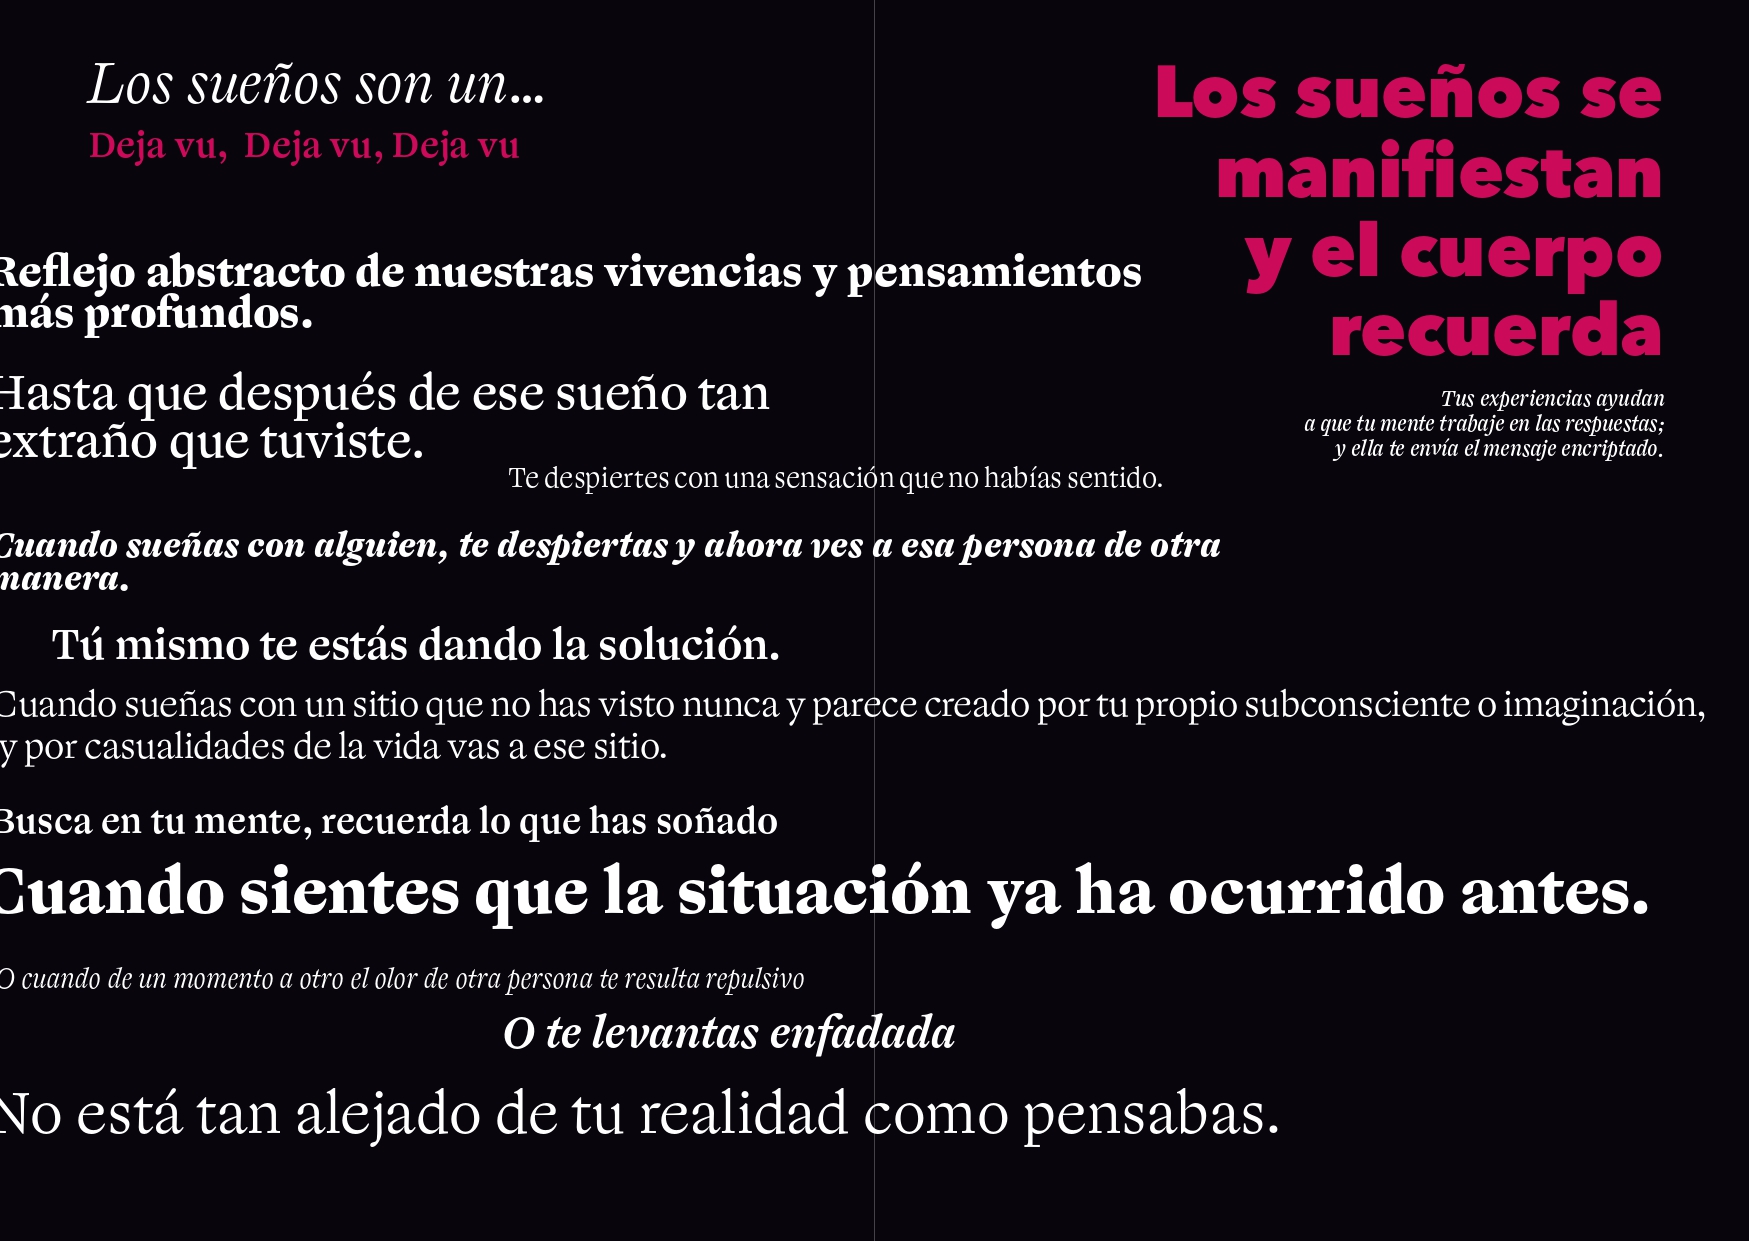 Los sueños son un...
Deja vu, Deja vu, Deja vu
Los sueños se
manifiestan
y el cuerpo
recuerda
Tus experiencias ayudan
a que tu mente trabaje en las respuestas;
y ella te envía el mensaje encriptado.
Reflejo abstracto de nuestras vivencias y pensamientos
más profundos.
Hasta que después de ese sueño tan
extraño que tuviste.
Te despiertes con una sensación que no habías sentido.
Cuando sueñas con alguien, te despiertas y ahora ves a esa persona de otra
manera.
Tú mismo te estás dando la solución.
Cuando sueñas con un sitio que no has visto nunca y parece creado por tu propio subconsciente o imaginación,
y por casualidades de la vida vas a ese sitio.
Busca en tu mente, recuerda lo que has soñado
Cuando sientes que la situación ya ha ocurrido antes.
O cuando de un momento a otro el olor de otra persona te resulta repulsivo
O te levantas enfadada
No está tan alejado de tu realidad como pensabas.